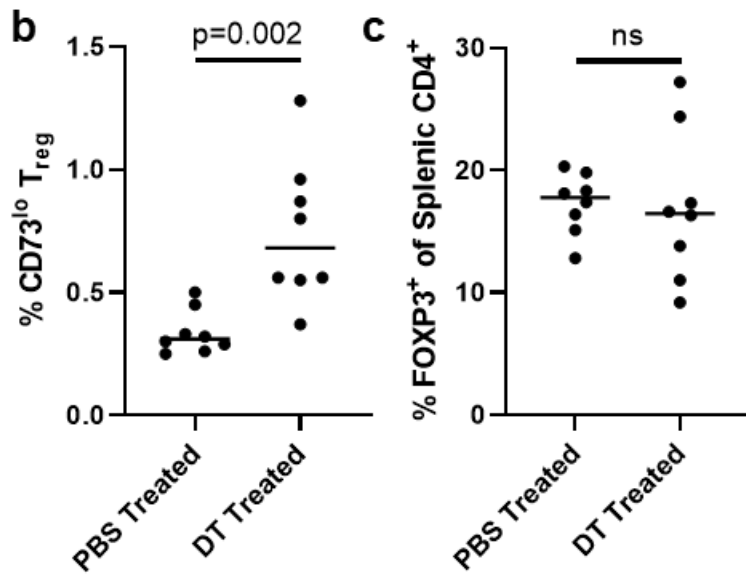 b
p=0.002
% CD73lo Treg
1.5
1.0
0.5
0.0
PBS Treated
DT Treated
c
ns
% FOXP3+ of Splenic CD4+
30
20
10
0
PBS Treated
DT Treated